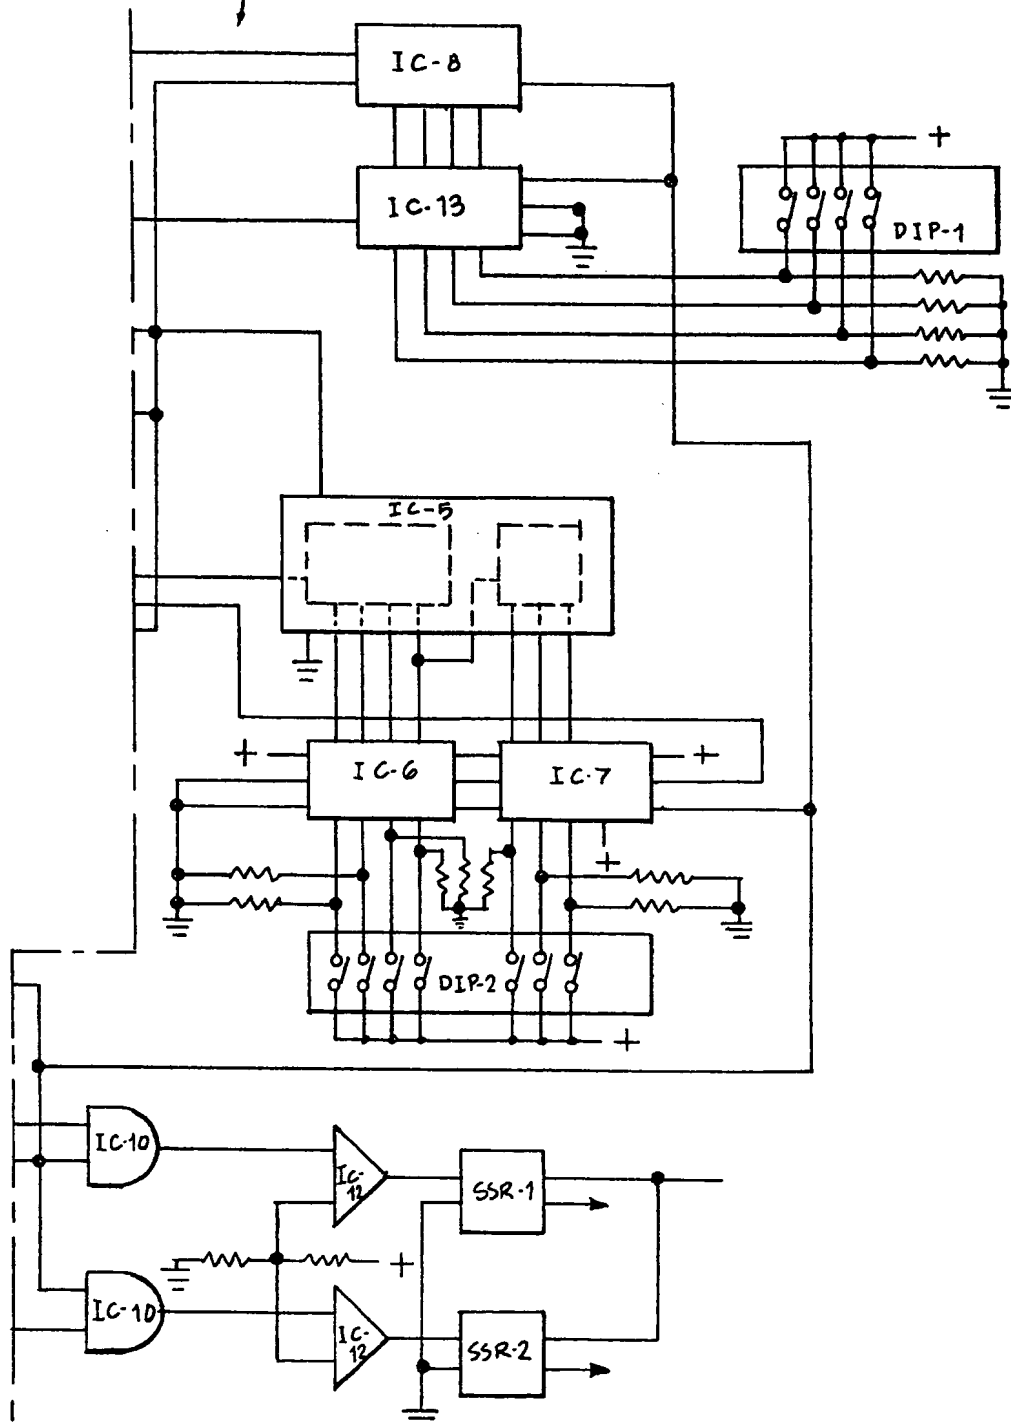 IC-8
+
IC-13
DIP-1
IC-5
+
IC-6
IC-7
+
+
DIP-2
+
IC-10
IC-12
SSR-1
+
IC-10
IC-12
SSR-2